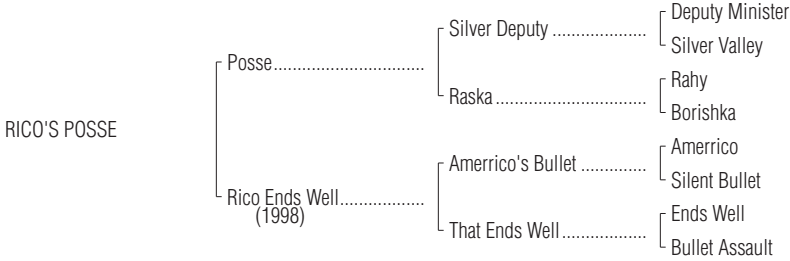 Deputy Minister
Silver Deputy ....................
Silver Valley
Posse................................
Rahy
Raska ................................
Borishka
RICO'S POSSE
Amerrico
Amerrico's Bullet ..............
Silent Bullet
Rico Ends Well..................
(1998)
Ends Well
That Ends Well..................
Bullet Assault